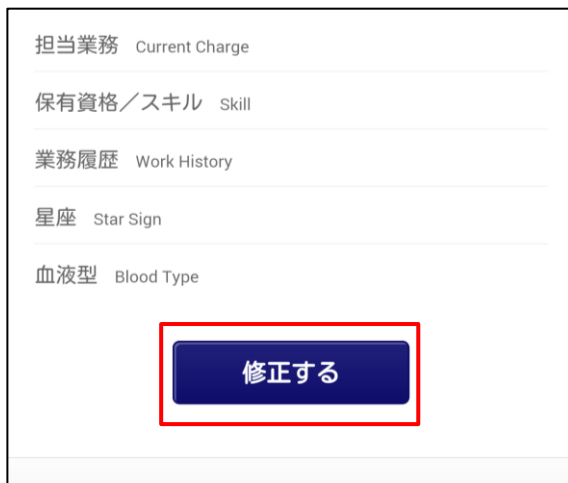 担当業務 Current Charge
保有資格／スキル Skill
業務履歴 Work History
星座 Star Sign
血液型 Blood Type
修正する